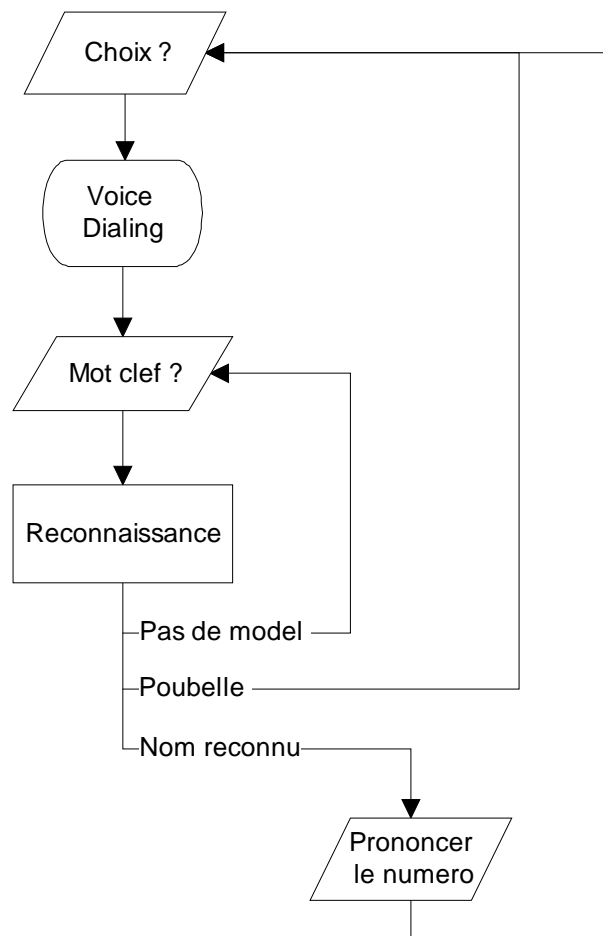 Choix ?
Voice
Dialing
Mot clef ?
Reconnaissance
Pas de model
Poubelle
Nom reconnu
Prononcer
le numero